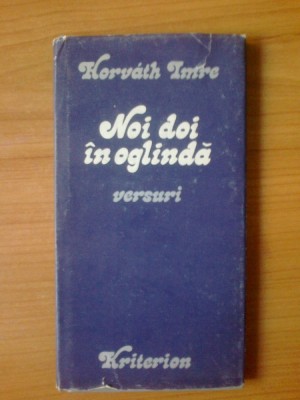 Horváth Imre
Noi doi
în oglindă
versuri
Kriterion